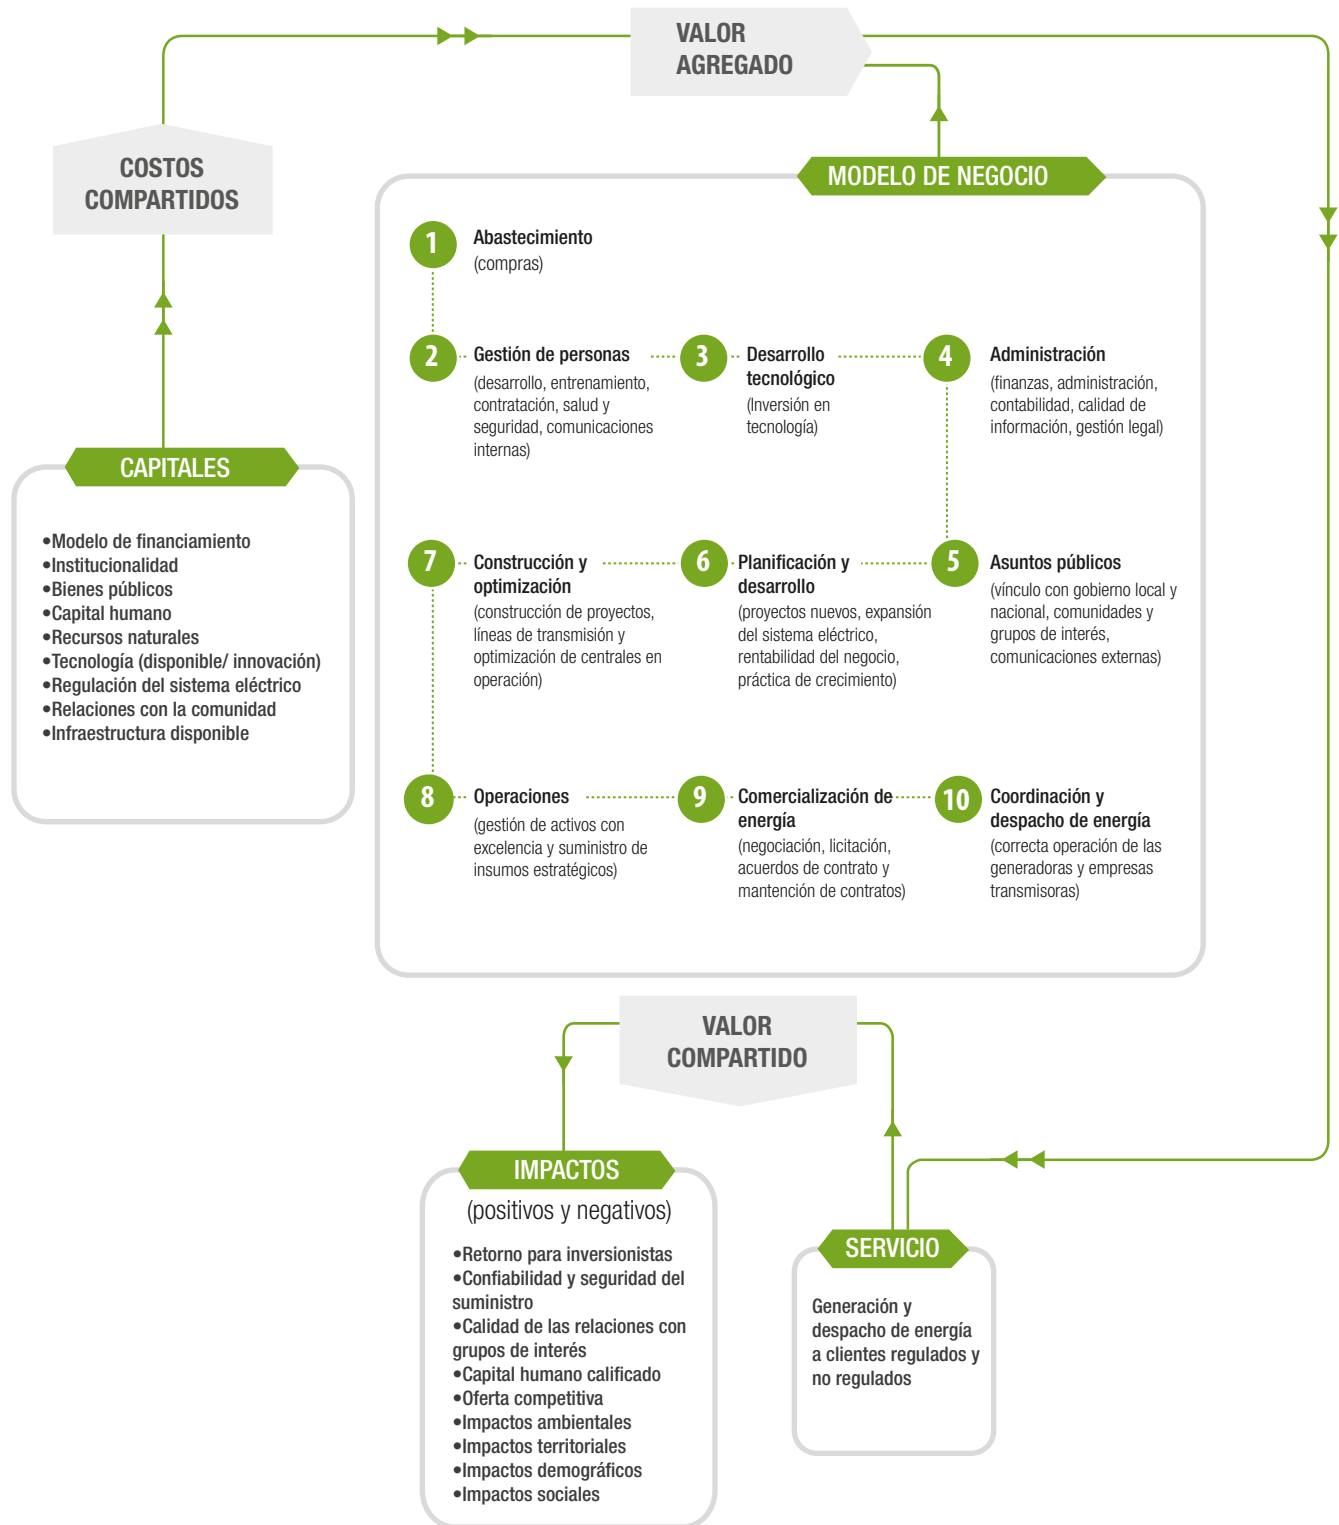 VALOR
AGREGADO
COSTOS
COMPARTIDOS
MODELO DE NEGOCIO
1
Abastecimiento
(compras)
2
Gestión de personas
(desarrollo, entrenamiento,
contratación, salud y
seguridad, comunicaciones
internas)
3
Desarrollo
tecnológico
(Inversión en
tecnología)
4
Administración
(finanzas, administración,
contabilidad, calidad de
información, gestión legal)
CAPITALES
•Modelo de financiamiento
•Institucionalidad
•Bienes públicos
•Capital humano
•Recursos naturales
•Tecnología (disponible/ innovación)
•Regulación del sistema eléctrico
•Relaciones con la comunidad
•Infraestructura disponible
7
Construcción y
optimización
(construcción de proyectos,
líneas de transmisión y
optimización de centrales en
operación)
6
Planificación y
desarrollo
(proyectos nuevos, expansión
del sistema eléctrico,
rentabilidad del negocio,
práctica de crecimiento)
5
Asuntos públicos
(vínculo con gobierno local y
nacional, comunidades y
grupos de interés,
comunicaciones externas)
8
Operaciones
(gestión de activos con
excelencia y suministro de
insumos estratégicos)
9
Comercialización de
energía
(negociación, licitación,
acuerdos de contrato y
mantención de contratos)
10
Coordinación y
despacho de energía
(correcta operación de las
generadoras y empresas
transmisoras)
VALOR
COMPARTIDO
IMPACTOS
(positivos y negativos)
•Retorno para inversionistas
•Confiabilidad y seguridad del
suministro
•Calidad de las relaciones con
grupos de interés
•Capital humano calificado
•Oferta competitiva
•Impactos ambientales
•Impactos territoriales
•Impactos demográficos
•Impactos sociales
SERVICIO
Generación y
despacho de energía
a clientes regulados y
no regulados